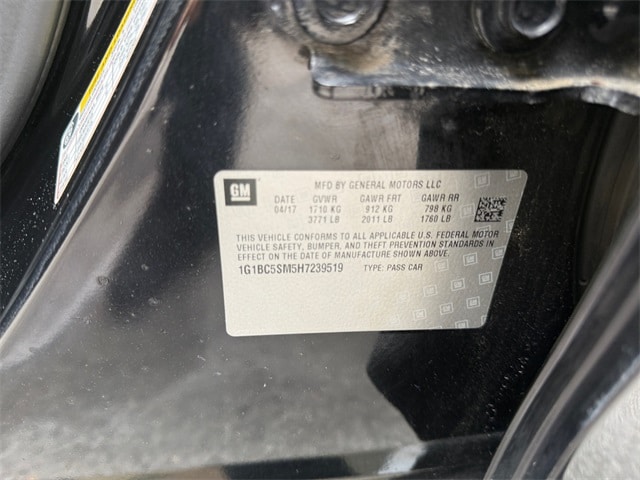 GM
MFD BY GENERAL MOTORS LLC
DATE GVWR GAWR FRT GAWR RR
04/17 1710 KG 912 KG 798 KG
3771 LB 2011 LB 1760 LB
THIS VEHICLE CONFORMS TO ALL APPLICABLE U.S. FEDERAL MOTOR
VEHICLE SAFETY, BUMPER, AND THEFT PREVENTION STANDARDS IN
EFFECT ON THE DATE OF MANUFACTURE SHOWN ABOVE.
1G1BC5SM5H7239519 TYPE: PASS CAR